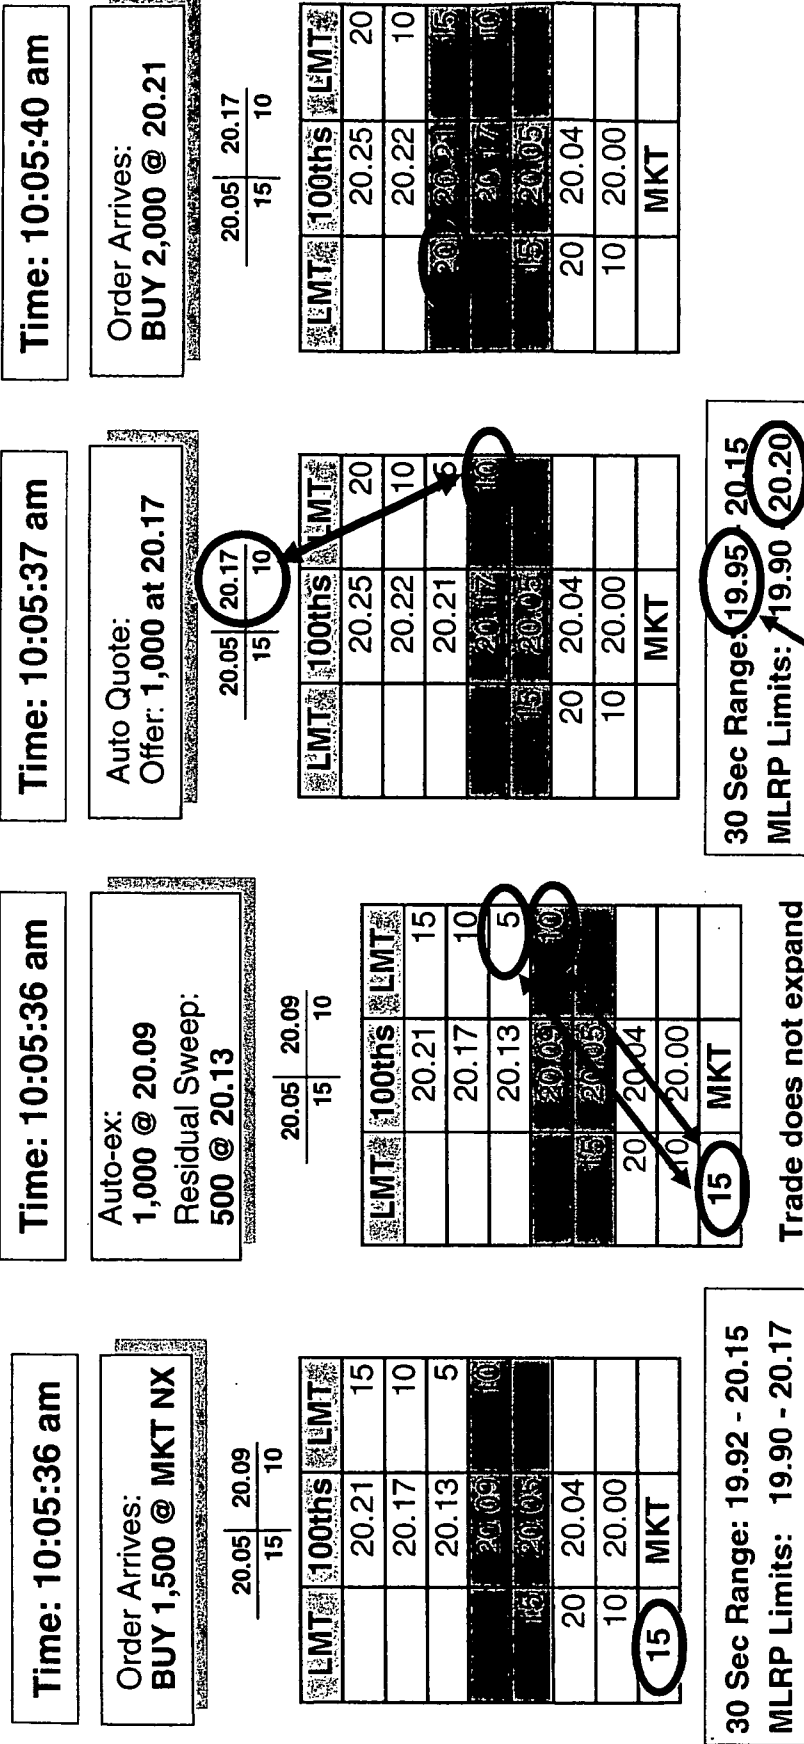 Time: 10:05:36 am
Order Arrives:
BUY 1,500 @ MKT NX
20.05 20.09
15 10
LMT 100ths LMT
20.21 15
20.17 10
20.13 5
20.09 10
15 20.05
20 20.04
10 20.00
15 MKT
30 Sec Range: 19.92 - 20.15
MLRP Limits: 19.90 - 20.17
Time: 10:05:36 am
Auto-ex:
1,000 @ 20.09
Residual Sweep:
500 @ 20.13
20.05 20.09
15 10
LMT 100ths LMT
20.21 15
20.17 10
20.13 5
20.09 10
15 20.05
20 20.04
10 20.00
15 MKT
Trade does not expand
Time: 10:05:37 am
Auto Quote:
Offer: 1,000 at 20.17
20.05 20.17
15 10
LMT 100ths LMT
20.25 20
20.22 10
20.21
20.17 10
15 20.05
20 20.04
10 20.00
MKT
30 Sec Range: 19.95 - 20.15
MLRP Limits: 19.90 - 20.20
Time: 10:05:40 am
Order Arrives:
BUY 2,000 @ 20.21
20.05 20.17
15 10
LMT 100ths LMT
20.25 20
20.22 10
20 20.21 15
20.17 10
15 20.05
20 20.04
10 20.00
MKT